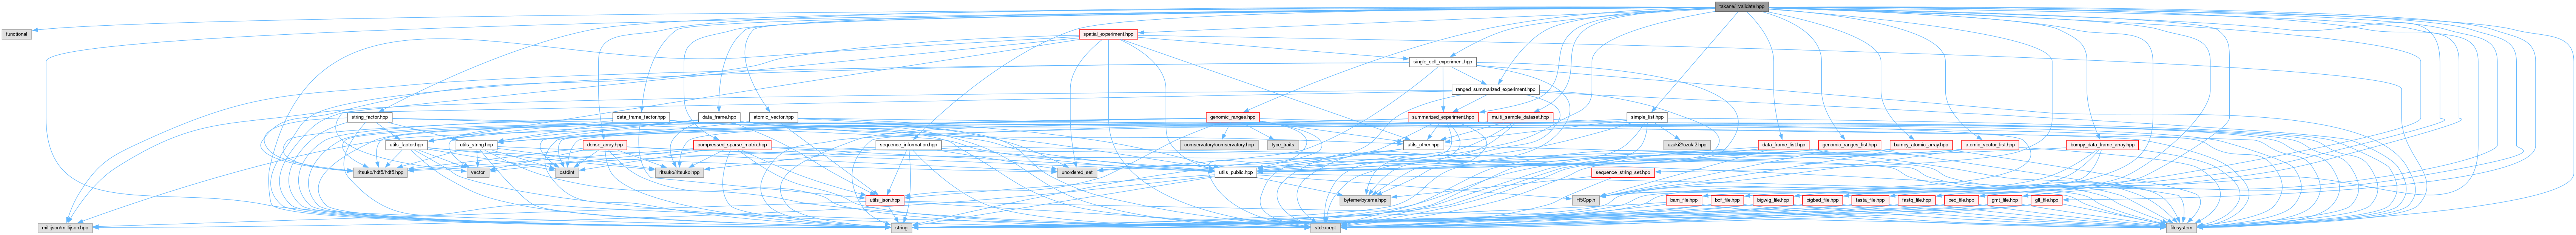 takane/_validate.hpp
functional
spatial_experiment.hpp
single_cell_experiment.hpp
ranged_summarized_experiment.hpp
string_factor.hpp
data_frame_factor.hpp
data_frame.hpp
atomic_vector.hpp
genomic_ranges.hpp
summarized_experiment.hpp
multi_sample_dataset.hpp
simple_list.hpp
utils_factor.hpp
utils_string.hpp
dense_array.hpp
compressed_sparse_matrix.hpp
sequence_information.hpp
comservatory/comservatory.hpp
type_traits
utils_other.hpp
uzuki2/uzuki2.hpp
data_frame_list.hpp
genomic_ranges_list.hpp
bumpy_atomic_array.hpp
atomic_vector_list.hpp
bumpy_data_frame_array.hpp
ritsuko/hdf5/hdf5.hpp
vector
cstdint
ritsuko/ritsuko.hpp
unordered_set
utils_public.hpp
sequence_string_set.hpp
utils_json.hpp
byteme/byteme.hpp
H5Cpp.h
bam_file.hpp
bcf_file.hpp
bigwig_file.hpp
bigbed_file.hpp
fasta_file.hpp
fastq_file.hpp
bed_file.hpp
gmt_file.hpp
gff_file.hpp
millijson/millijson.hpp
string
stdexcept
filesystem